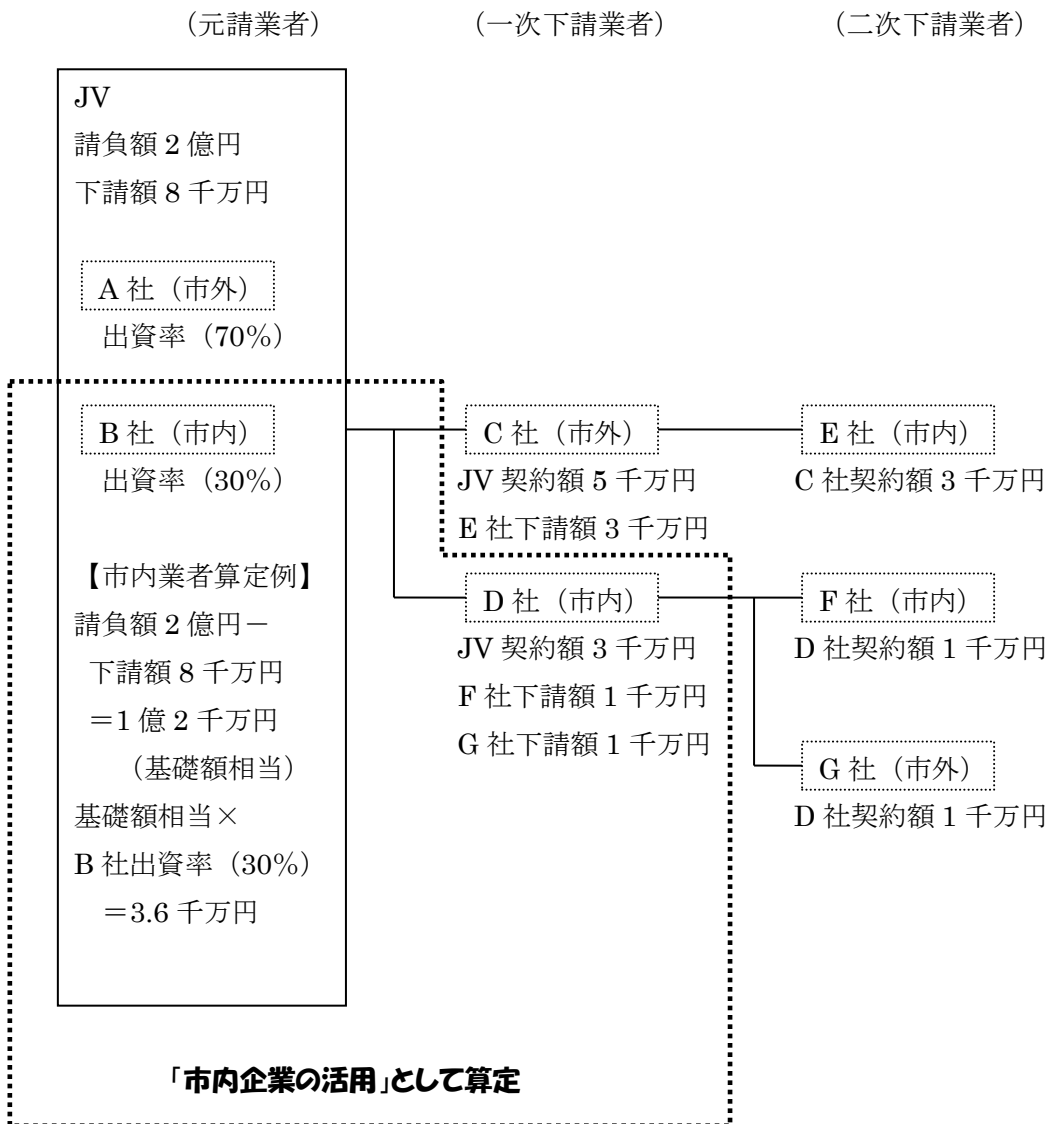 （元請業者）
（一次下請業者）
（二次下請業者）
JV
請負額 2 億円
下請額 8 千万円
A 社（市外）
出資率（70%）
B 社（市内）
出資率（30%）
【市内業者算定例】
請負額 2 億円－
下請額 8 千万円
＝1 億 2 千万円
（基礎額相当）
基礎額相当×
B 社出資率（30%）
＝3.6 千万円
C 社（市外）
JV 契約額 5 千万円
E 社下請額 3 千万円
D 社（市内）
JV 契約額 3 千万円
F 社下請額 1 千万円
G 社下請額 1 千万円
E 社（市内）
C 社契約額 3 千万円
F 社（市内）
D 社契約額 1 千万円
G 社（市外）
D 社契約額 1 千万円
「市内企業の活用」として算定